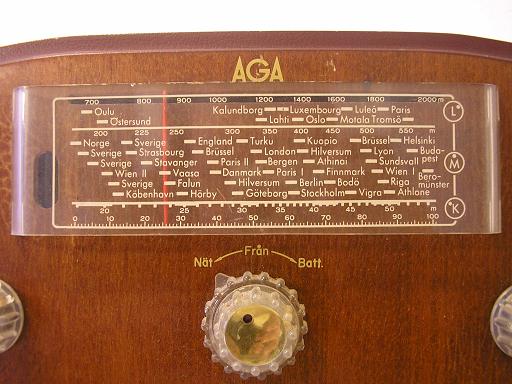 AGA
700 800 900 1000 1200 1400 1600 1800 2000 m
Oulu Kalundborg Luxembourg Luleå Paris L
Östersund Lahti Oslo Motala Tromsö
200 225 250 300 350 400 450 500 550 m
Norge Sverige England Turku Kuopio Brüssel Helsinki
Sverige Strasbourg Brüssel London Hilversum Lyon Buda-
Sverige Stavanger Paris II Bergen Athinai Sundsvall pest M
Wien II Vaasa Danmark Paris I Finnmark Wien I Bero-
Sverige Falun Hilversum Berlin Bodö Riga münster
Köbenhavn Hörby Göteborg Stockholm Vigra Athlone
20 25 30 35 40 45 50 m K
0 10 20 30 40 50 60 70 80 90 100
Från
Nät Batt.